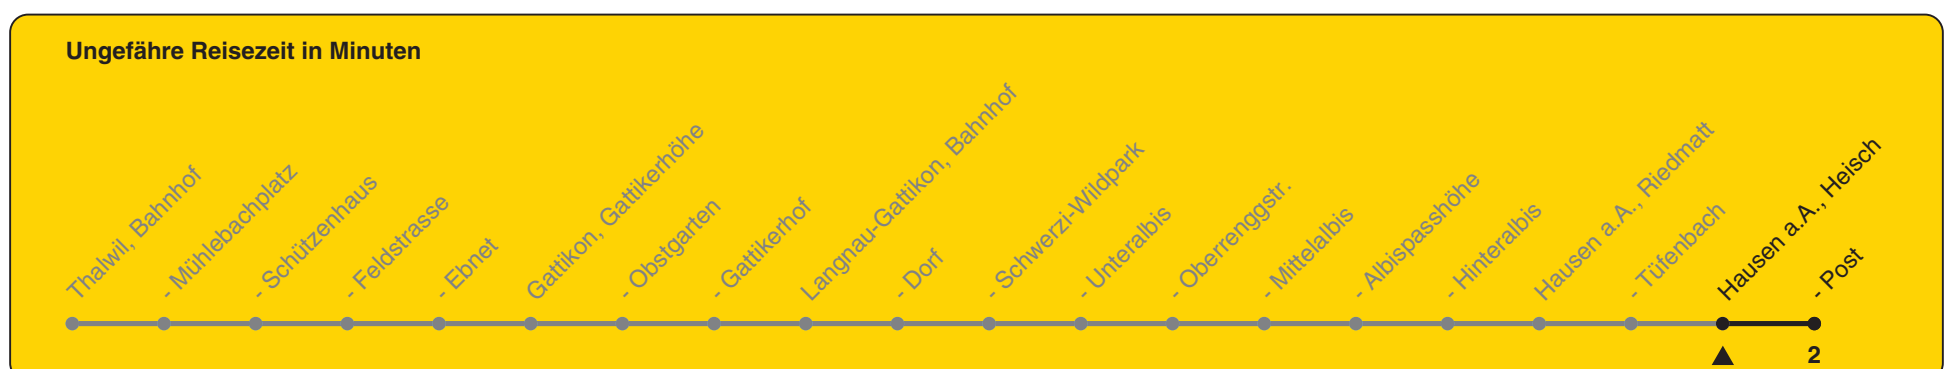 Ungefähre Reisezeit in Minuten
Thalwil, Bahnhof
- Mühlebachplatz
- Schützenhaus
- Feldstrasse
- Ebnet
Gattikon, Gattikerhöhe
- Obstgarten
- Gattikerhof
Langnau-Gattikon, Bahnhof
- Dorf
- Schwerzi-Wildpark
- Unteralbis
- Oberrenggstr.
- Mittelalbis
- Albispasshöhe
- Hinteralbis
Hausen a.A., Riedmatt
- Tüfenbach
Hausen a.A., Heisch
- Post
2